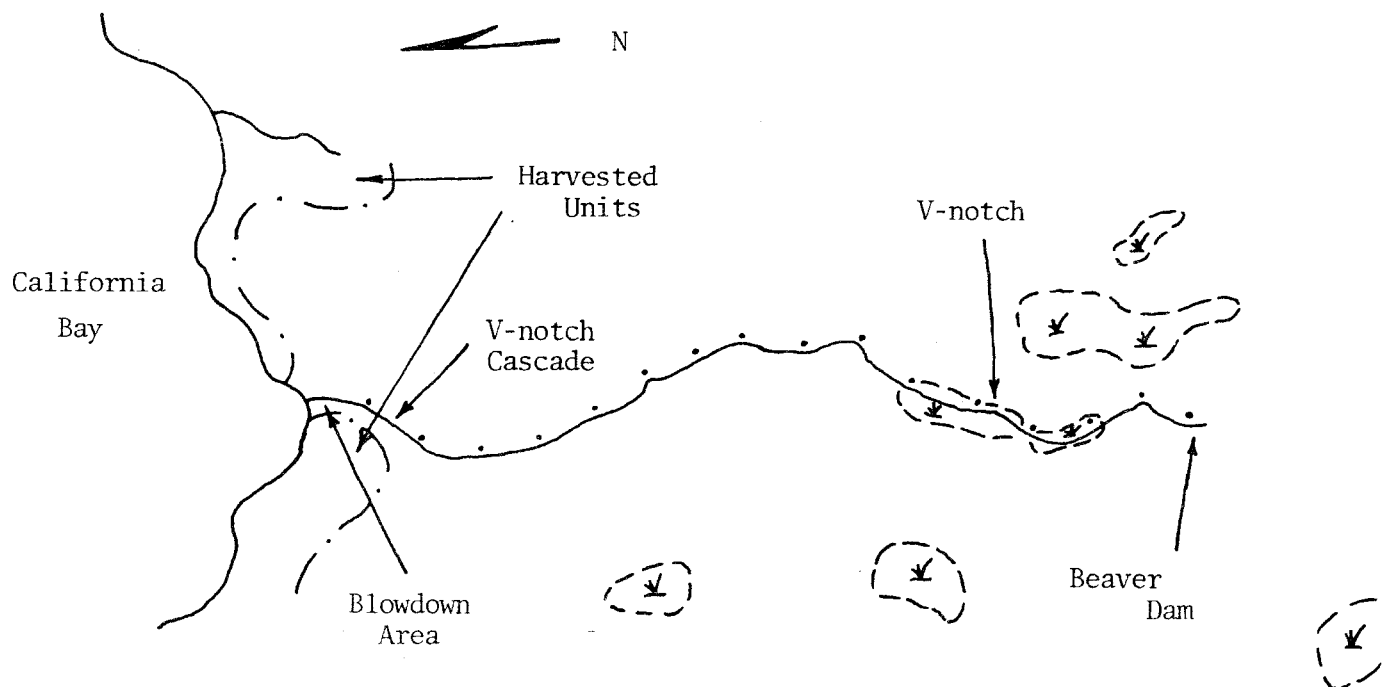 N
Harvested
Units
V-notch
California
Bay
V-notch
Cascade
Beaver
Dam
Blowdown
Area